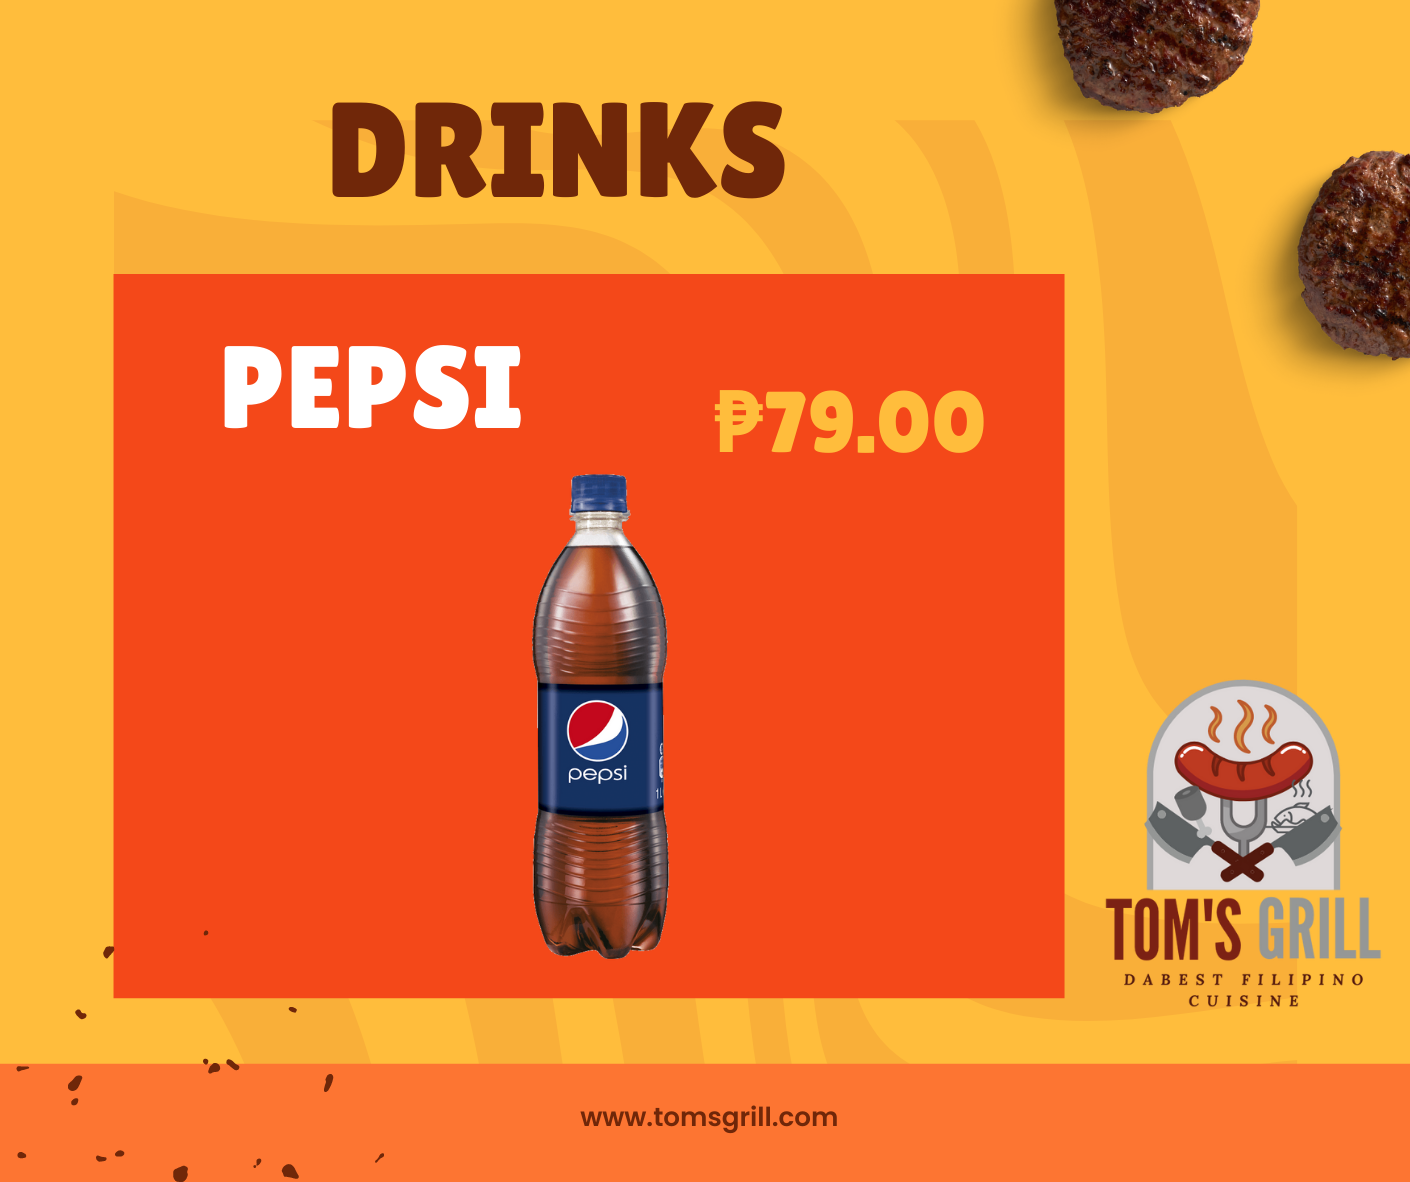 DRINKS
PEPSI
₱79.00
pepsi
TOM'S GRILL
DABEST FILIPINO
CUISINE
www.tomsgrill.com